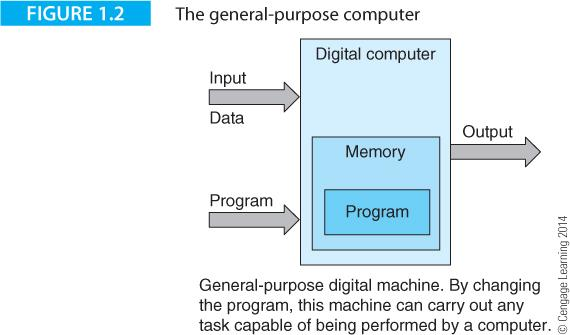 FIGURE 1.2 The general-purpose computer
Digital computer
Input
Data
Output
Memory
Program
Program
General-purpose digital machine. By changing
the program, this machine can carry out any
task capable of being performed by a computer.
© Cengage Learning 2014